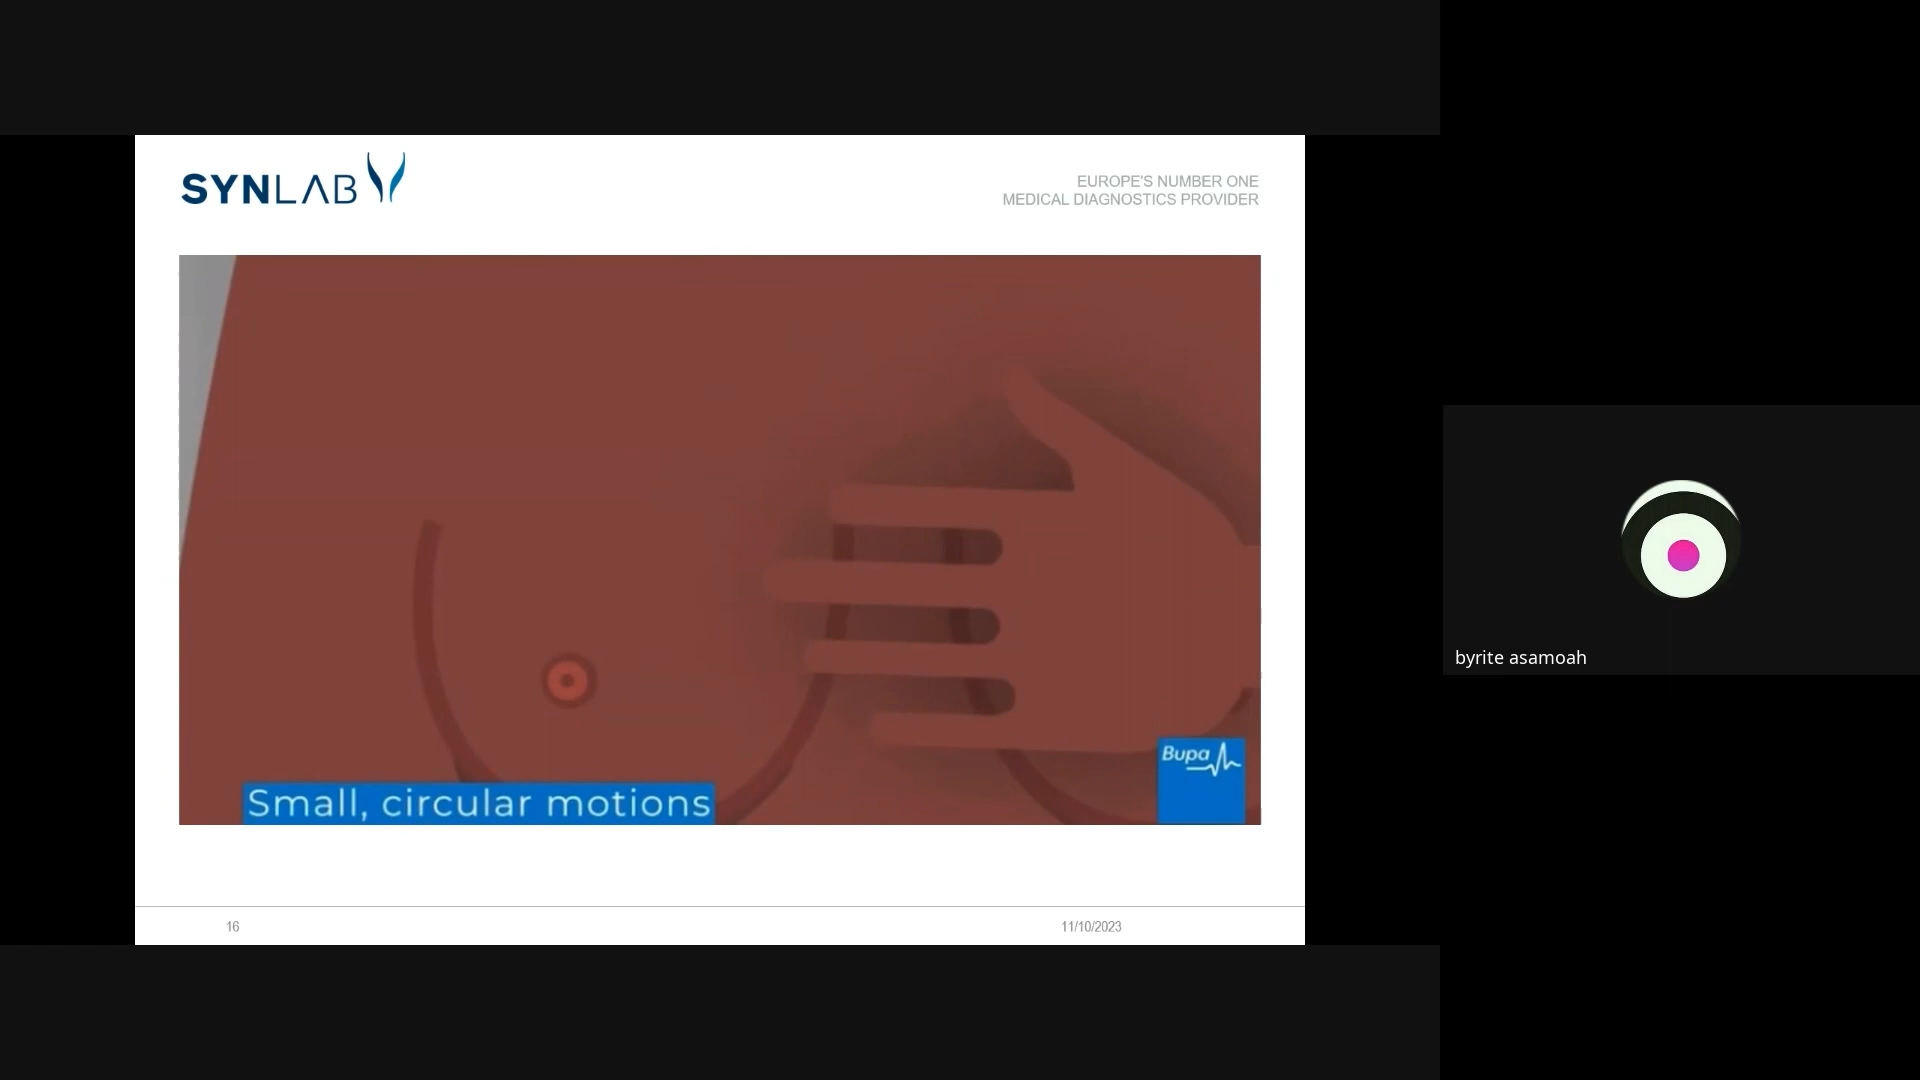 SYNLAB
EUROPE'S NUMBER ONE
MEDICAL DIAGNOSTICS PROVIDER
Bupa
Small, circular motions
byrite asamoah
16
11/10/2023